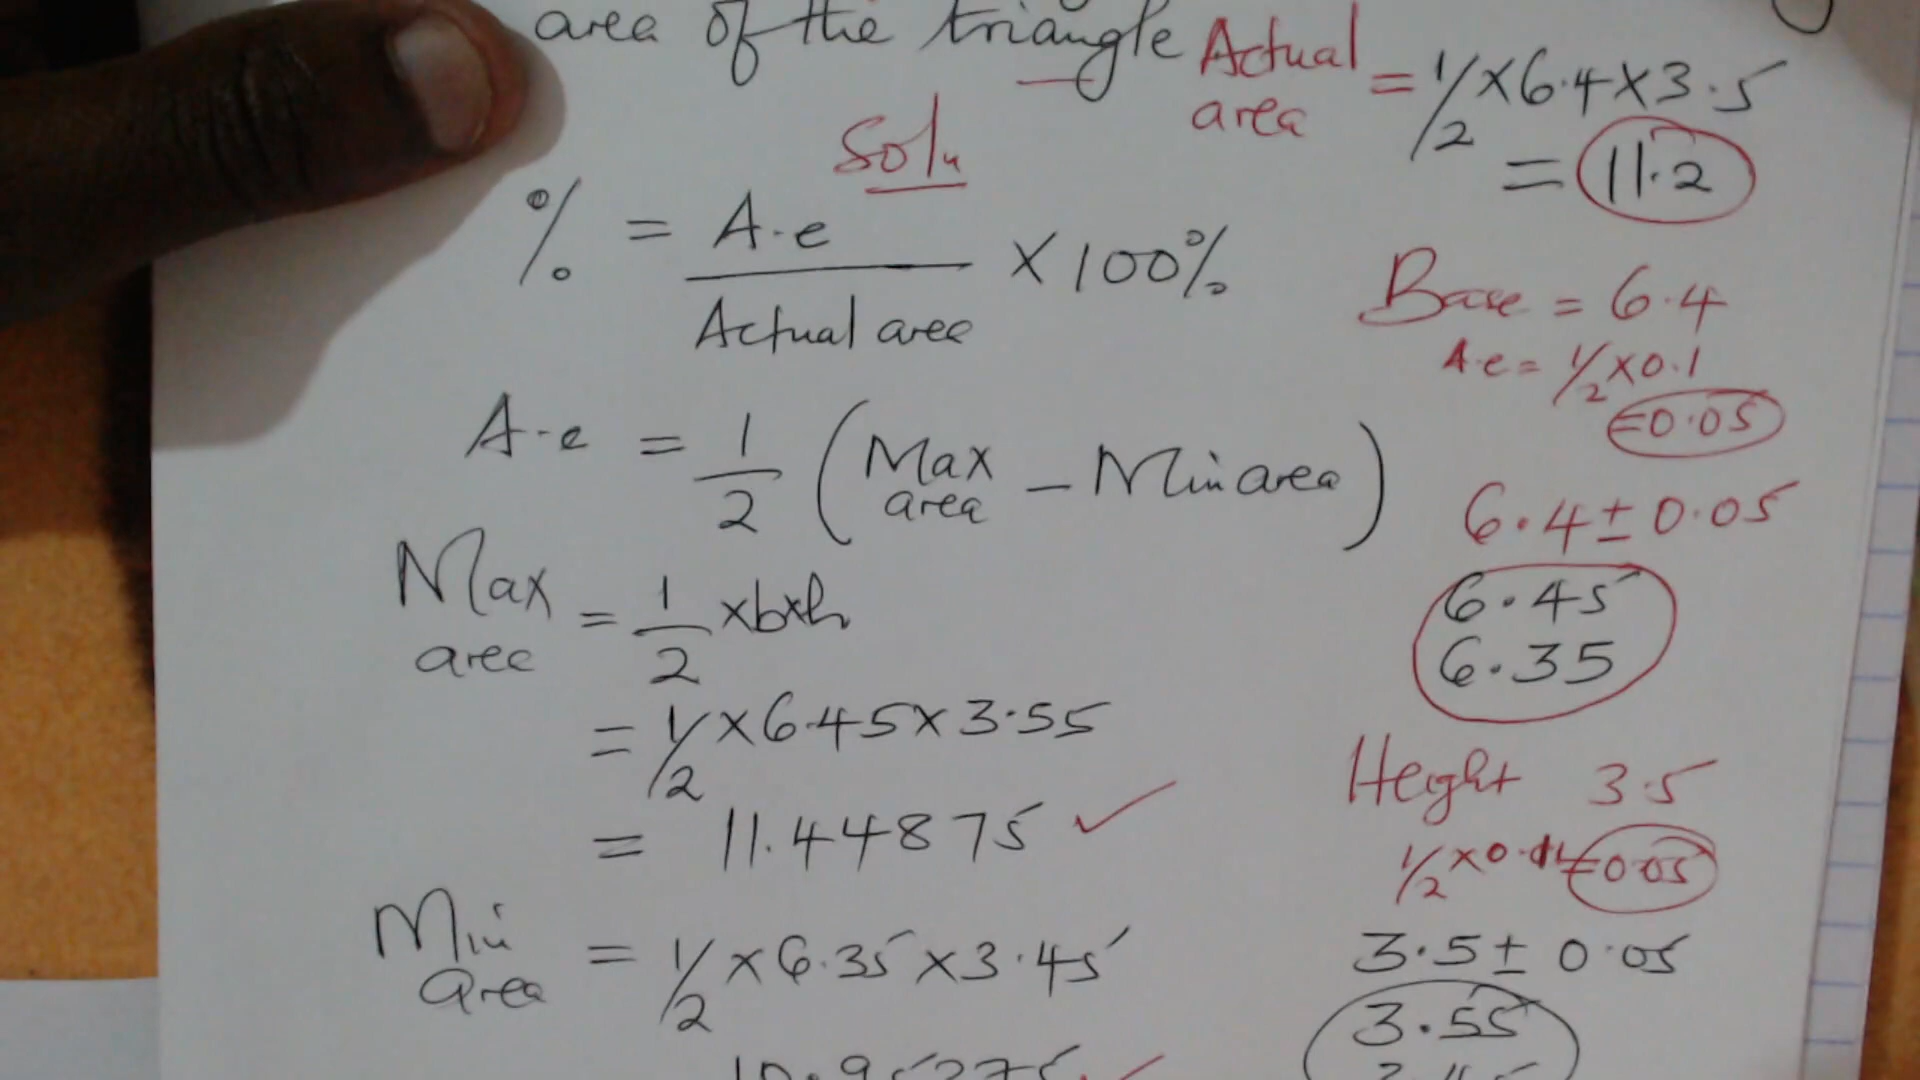 area of the triangle
Soln
% = A.e / Actual area × 100%
A.e = 1/2 (Max area - Min area)
Max area = 1/2 × b × h
= 1/2 × 6.45 × 3.55
= 11.44875 ✓
Min area = 1/2 × 6.35 × 3.45
10.95375 ✓
Actual area = 1/2 × 6.4 × 3.5
= 11.2
Base = 6.4
A.e = 1/2 × 0.1
= 0.05
6.4 ± 0.05
6.45
6.35
Height 3.5
1/2 × 0.1 = 0.05
3.5 ± 0.05
3.55
3.45